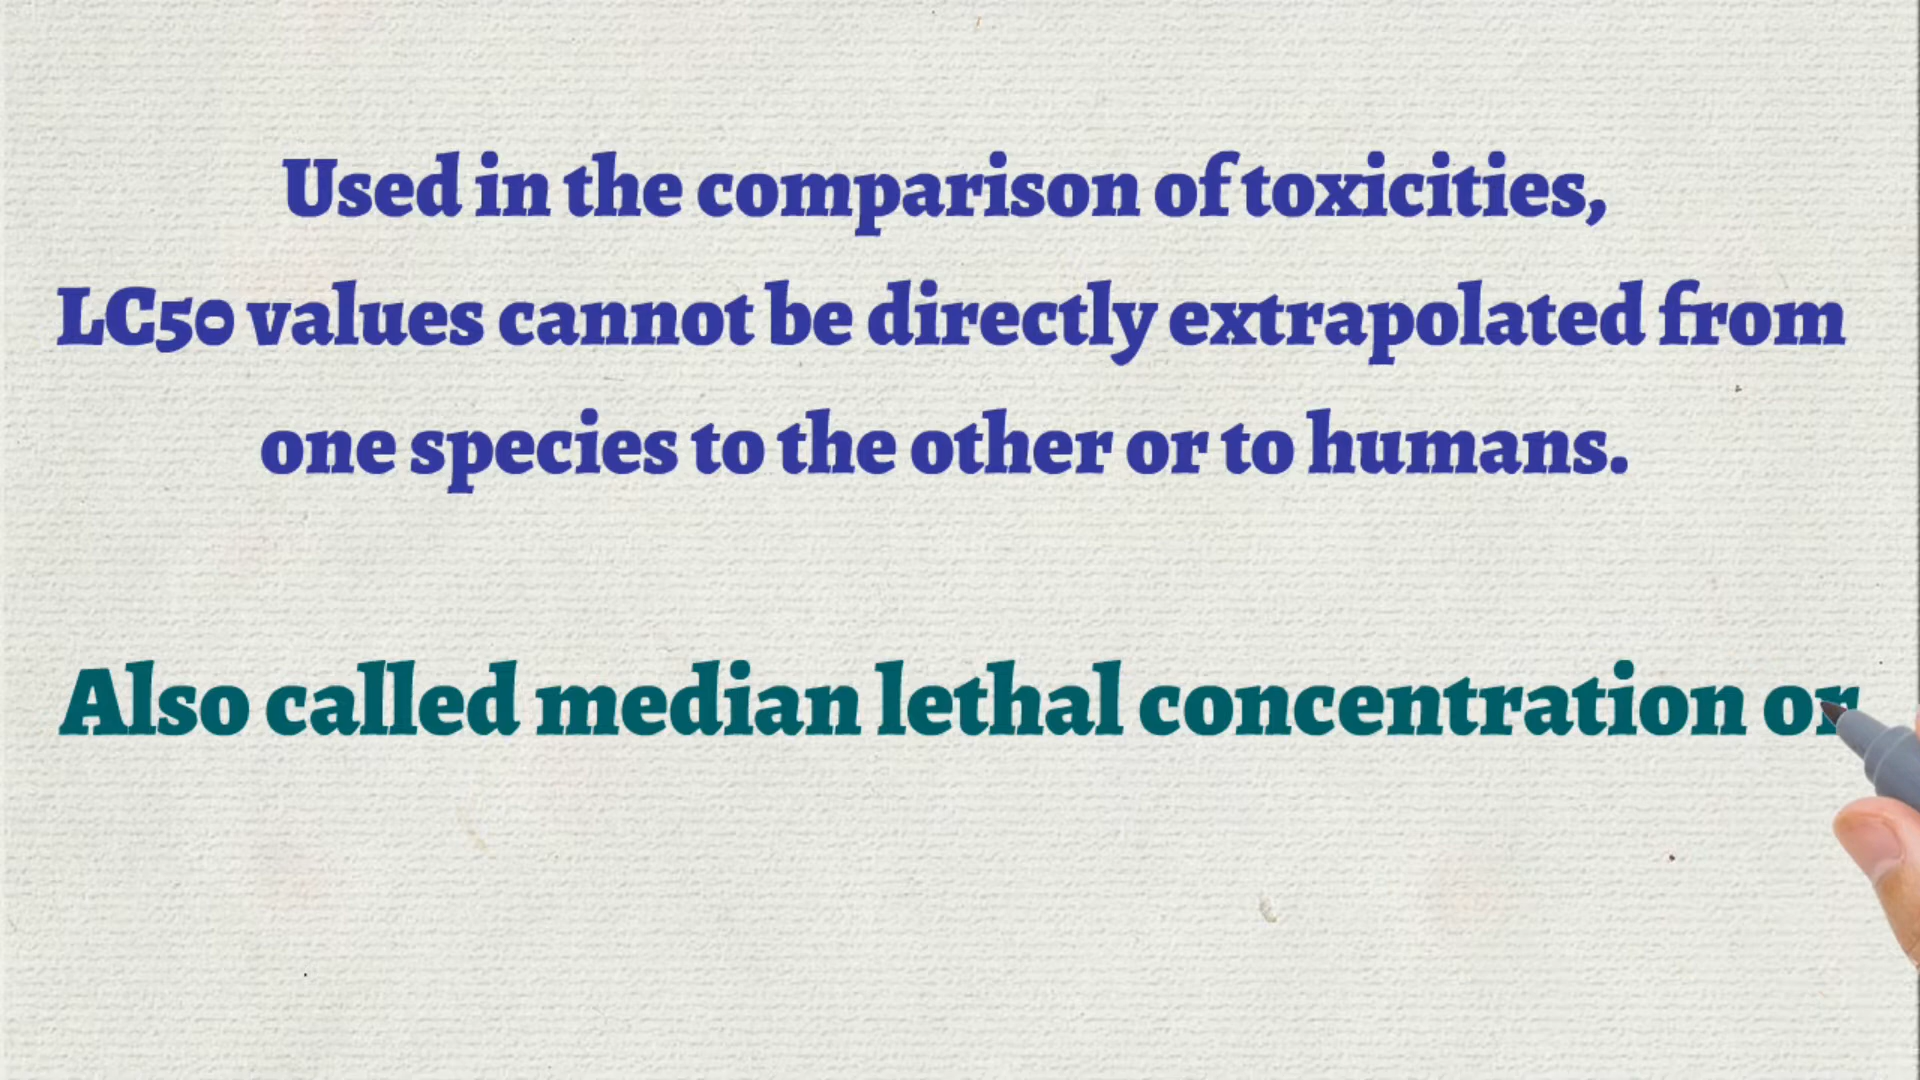 Used in the comparison of toxicities,
LC50 values cannot be directly extrapolated from
one species to the other or to humans.
Also called median lethal concentration or